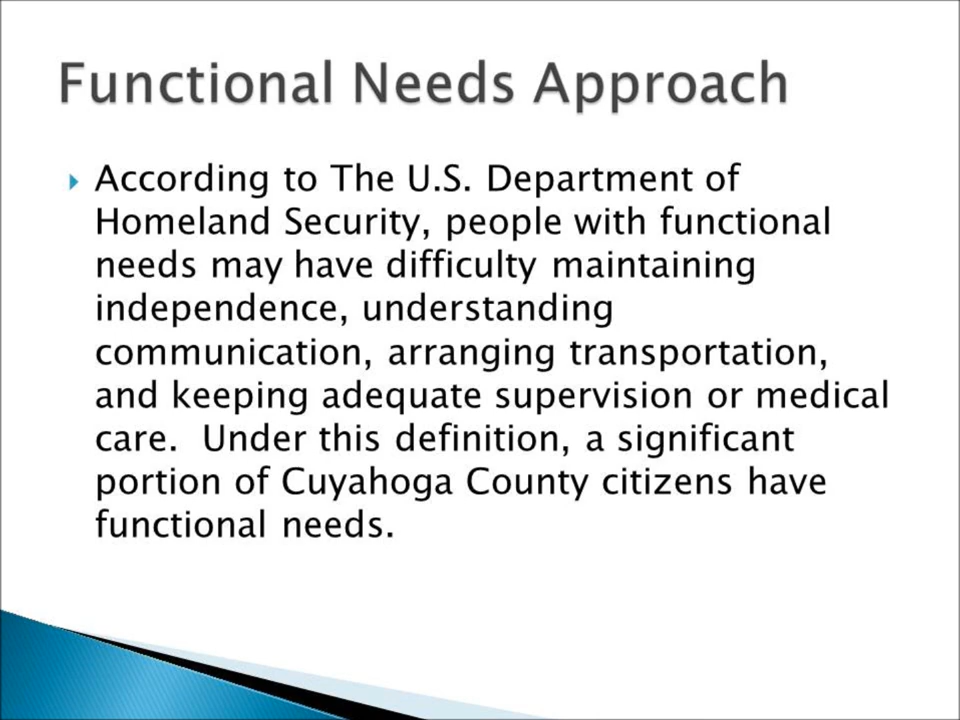 Functional Needs Approach
According to The U.S. Department of
Homeland Security, people with functional
needs may have difficulty maintaining
independence, understanding
communication, arranging transportation,
and keeping adequate supervision or medical
care.  Under this definition, a significant
portion of Cuyahoga County citizens have
functional needs.